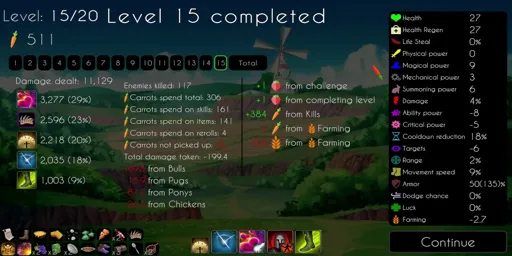 Level: 15/20 Level 15 completed
511
1 2 3 4 5 6 7 8 9 10 11 12 13 14 15 Total
Damage dealt: 11,129
3,277 (29%)
2,596 (23%)
2,218 (20%)
2,035 (18%)
1,003 (9%)
Enemies killed: 117
Carrots spend total: 306
Carrots spend on skills: 161
Carrots spend on items: 141
Carrots spend on rerolls: 4
Carrots not picked up:
Total damage taken: -199.4
from Bulls
from Pugs
from Ponys
from Chickens
+1 from challenge
+1 from completing level
+384 from Kills
from Farming
from Farming
Health 27
Health Regen 27
Life Steal 0%
Physical power 0
Magical power 9
Mechanical power 3
Summoning power 6
Damage 4%
Ability power -8
Critical power -5
Cooldown reduction 18%
Targets -6
Range 2%
Movement speed 9%
Armor 50(135)%
Dodge chance 0%
Luck 0%
Farming -2.7
Continue